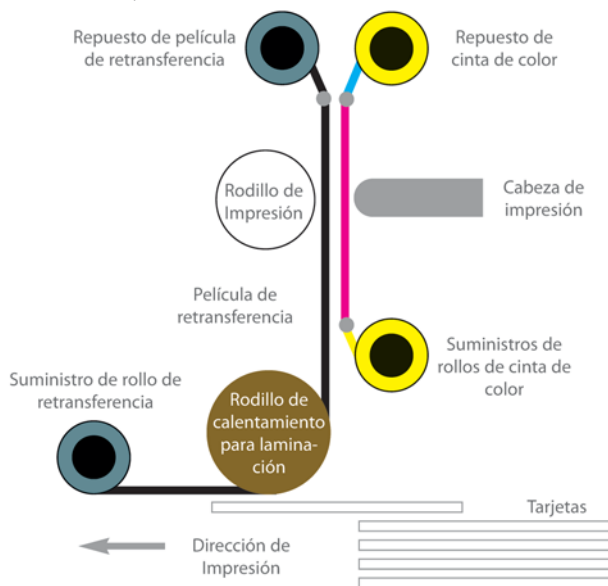 Repuesto de película
de retransferencia
Repuesto de
cinta de color
Rodillo de
Impresión
Cabeza de
impresión
Película de
retransferencia
Suministros de
rollos de cinta de
color
Suministro de rollo de
retransferencia
Rodillo de
calentamiento
para lamina-
ción
Tarjetas
Dirección de
Impresión